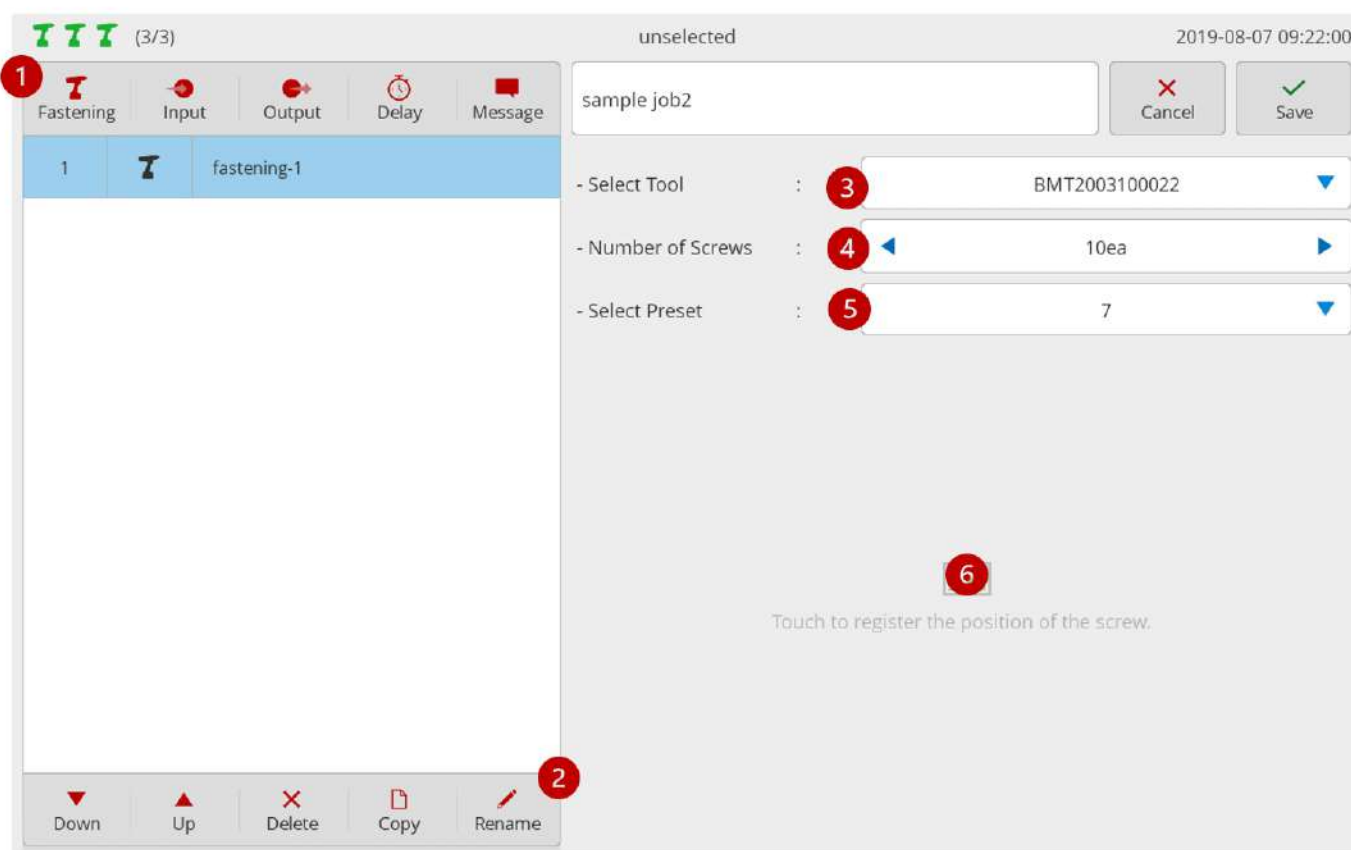 (3/3) unselected 2019-08-07 09:22:00
1
Fastening Input Output Delay Message
sample job2
Cancel Save
1 fastening-1
- Select Tool : 3 BMT2003100022
- Number of Screws : 4 10ea
- Select Preset : 5 7
6
Touch to register the position of the screw.
2
Down Up Delete Copy Rename